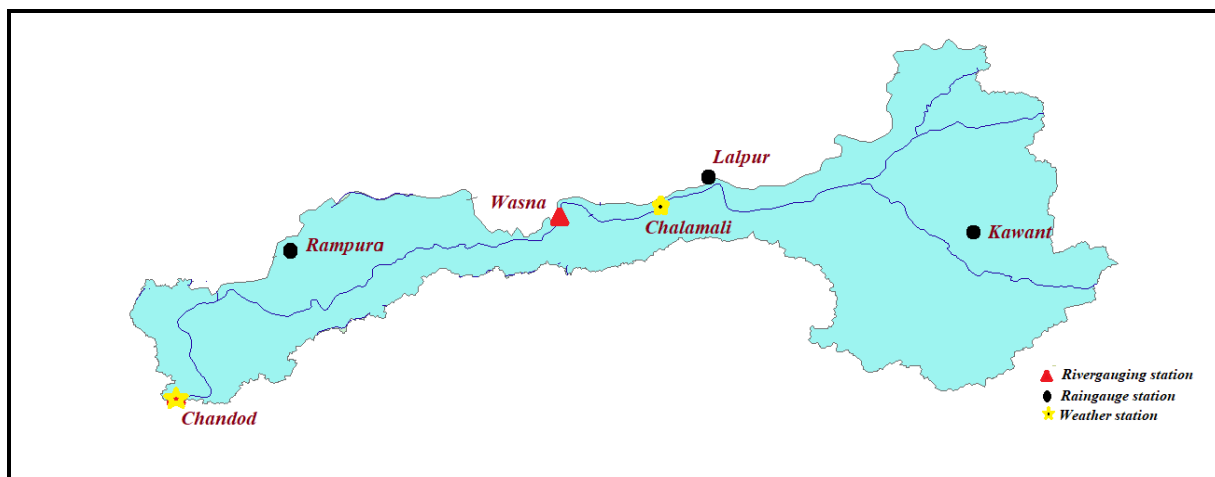 Lalpur
Wasna
Chalamali
Kawant
Rampura
Chandod
Rivergauging station
Raingauge station
Weather station